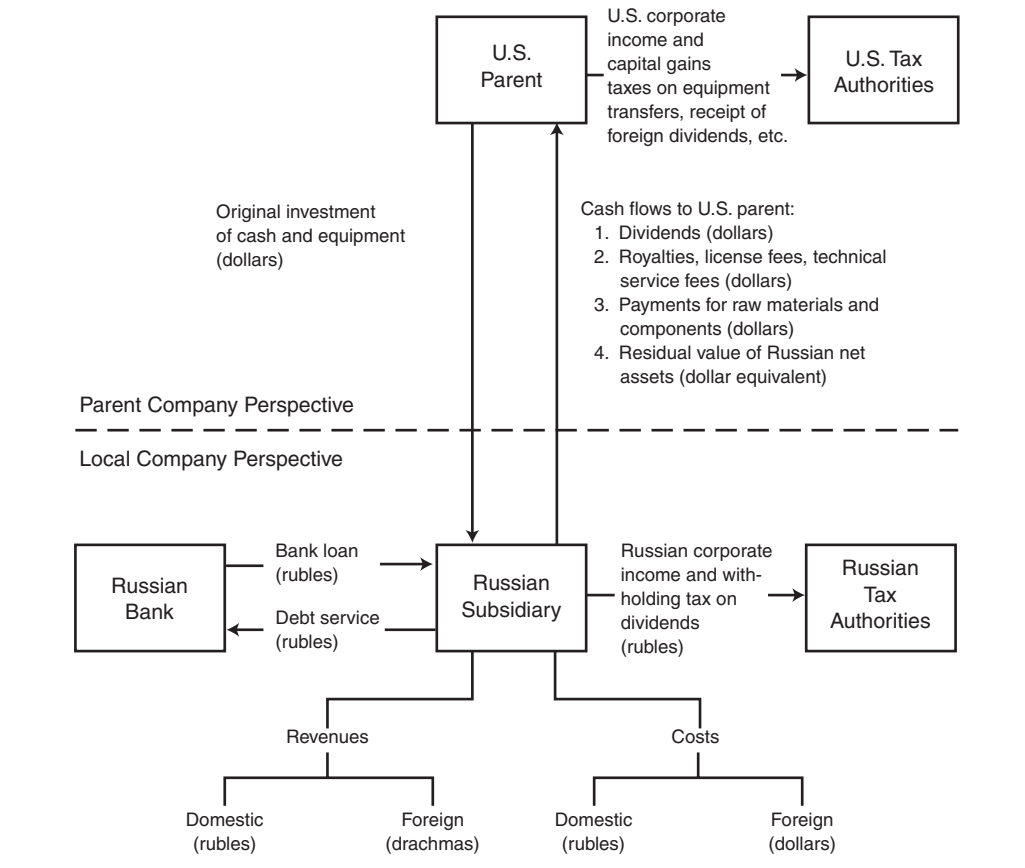 U.S.
Parent
U.S. corporate
income and
capital gains
taxes on equipment
transfers, receipt of
foreign dividends, etc.
U.S. Tax
Authorities
Original investment
of cash and equipment
(dollars)
Cash flows to U.S. parent:
1. Dividends (dollars)
2. Royalties, license fees, technical
service fees (dollars)
3. Payments for raw materials and
components (dollars)
4. Residual value of Russian net
assets (dollar equivalent)
Parent Company Perspective
Local Company Perspective
Russian
Bank
Bank loan
(rubles)
Debt service
(rubles)
Russian
Subsidiary
Russian corporate
income and with-
holding tax on
dividends
(rubles)
Russian
Tax
Authorities
Revenues
Costs
Domestic
(rubles)
Foreign
(drachmas)
Domestic
(rubles)
Foreign
(dollars)